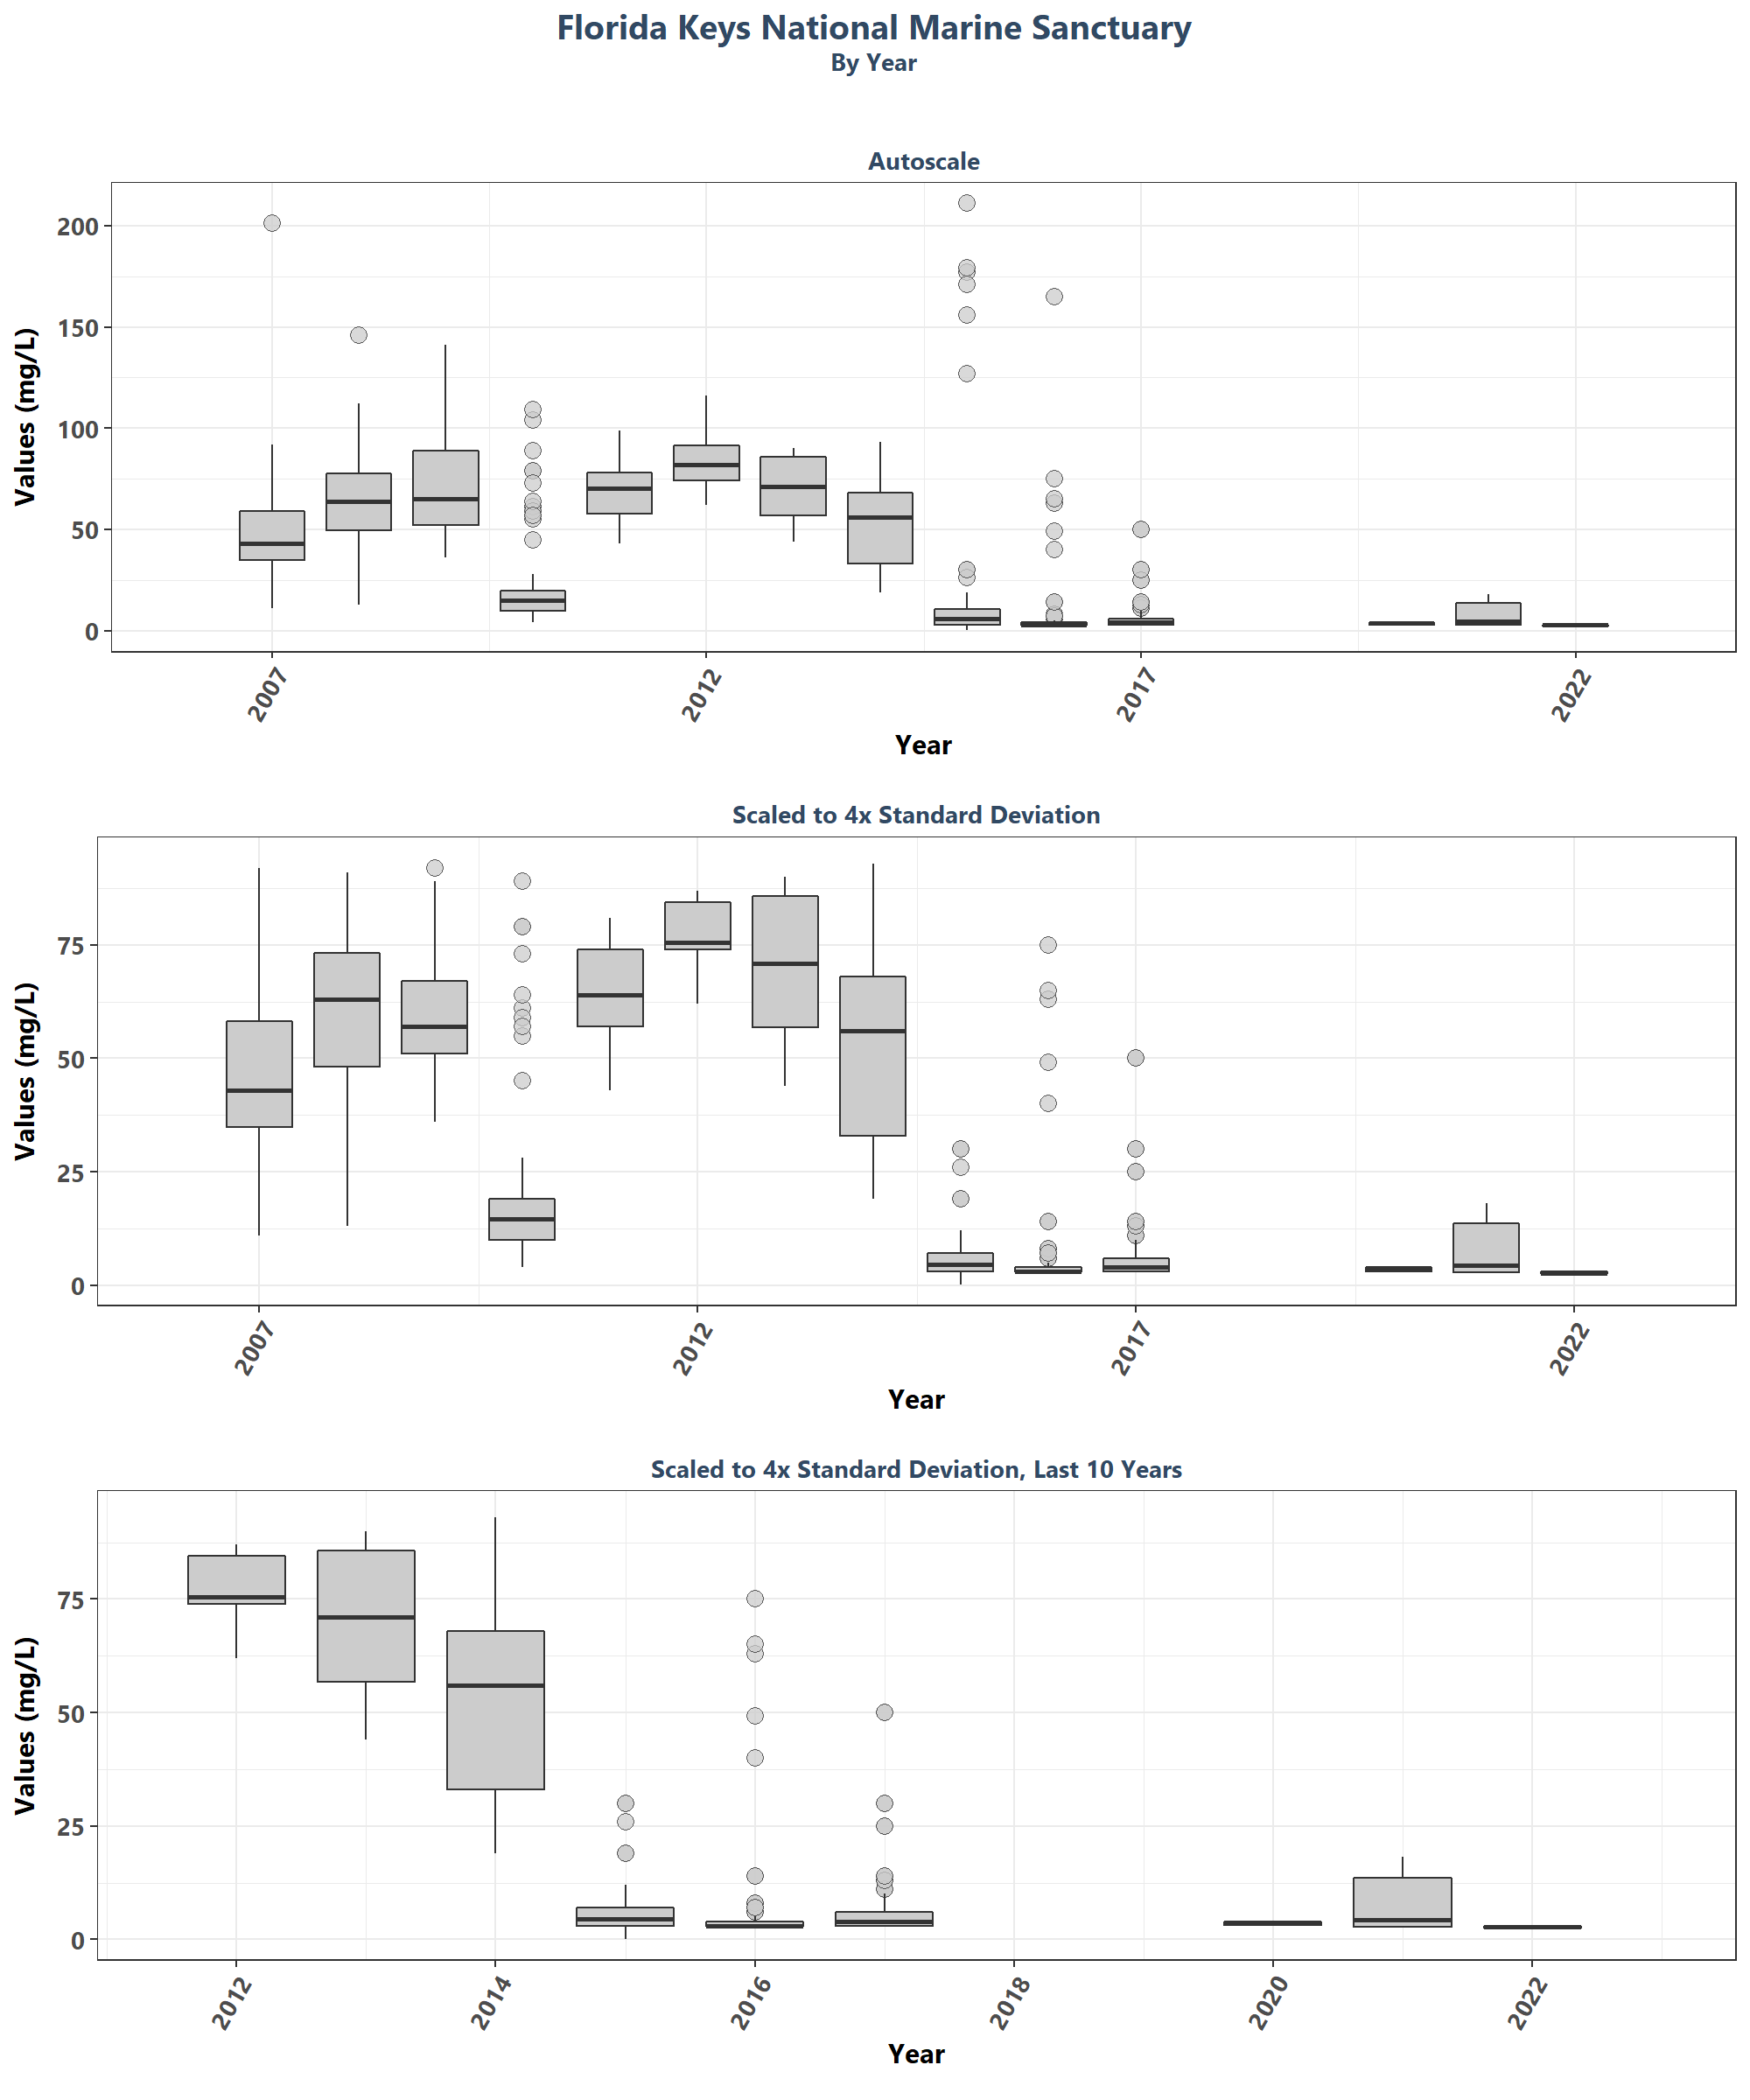 Florida Keys National Marine Sanctuary
By Year
Autoscale
Values (mg/L)
200
150
100
50
0
2007
2012
2017
2022
Year
Scaled to 4x Standard Deviation
Values (mg/L)
75
50
25
0
2007
2012
2017
2022
Year
Scaled to 4x Standard Deviation, Last 10 Years
Values (mg/L)
75
50
25
0
2012
2014
2016
2018
2020
2022
Year